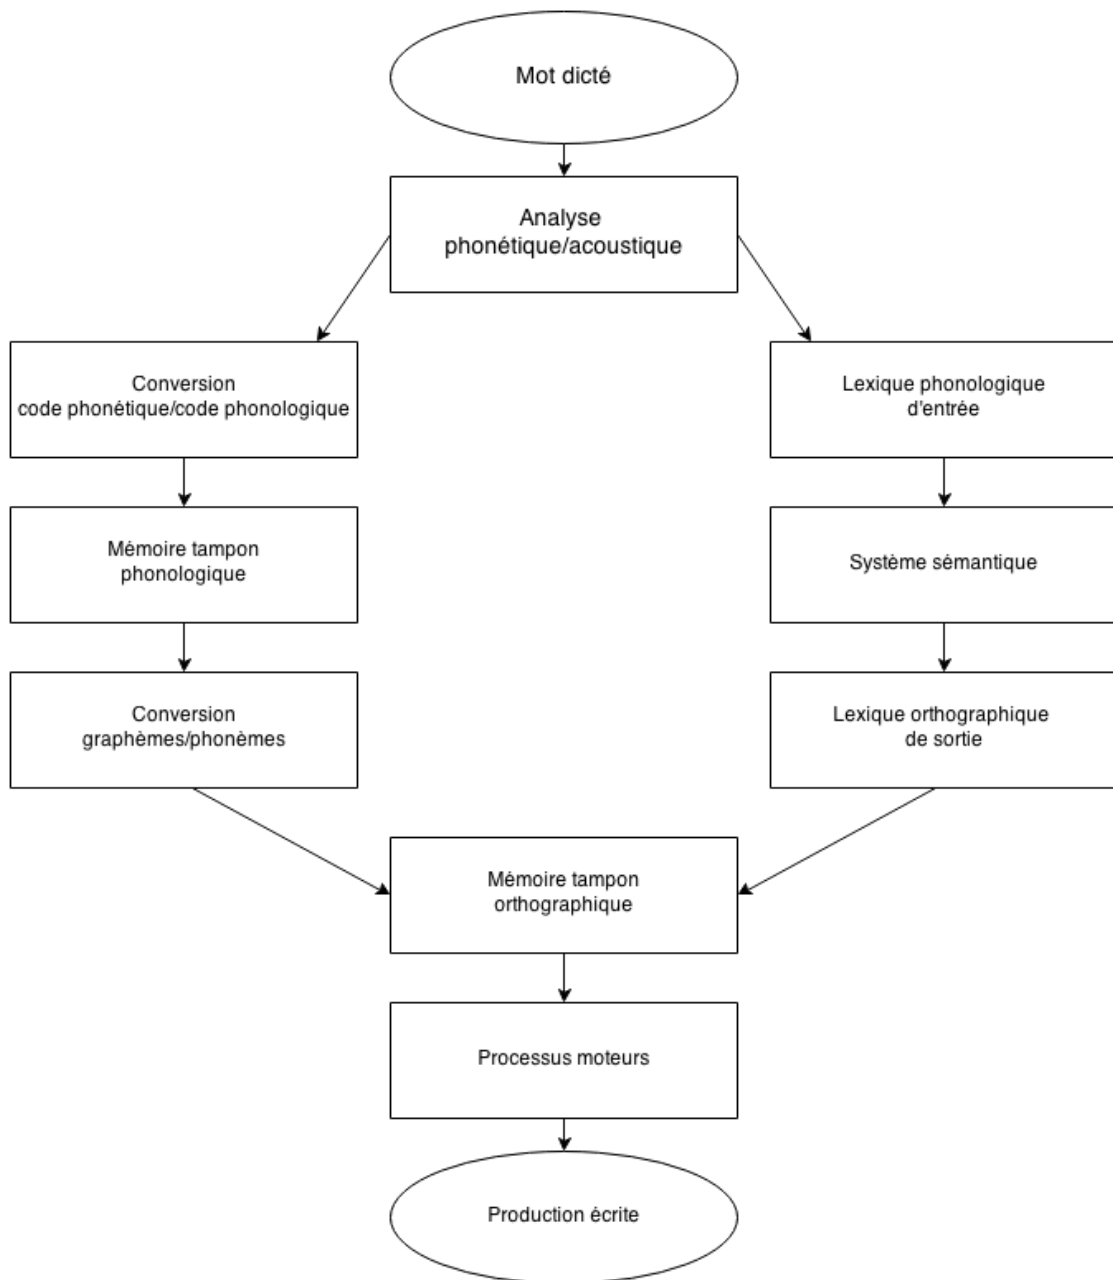 Mot dicté
Analyse
phonétique/acoustique
Conversion
code phonétique/code phonologique
Lexique phonologique
d'entrée
Mémoire tampon
phonologique
Système sémantique
Conversion
graphèmes/phonèmes
Lexique orthographique
de sortie
Mémoire tampon
orthographique
Processus moteurs
Production écrite